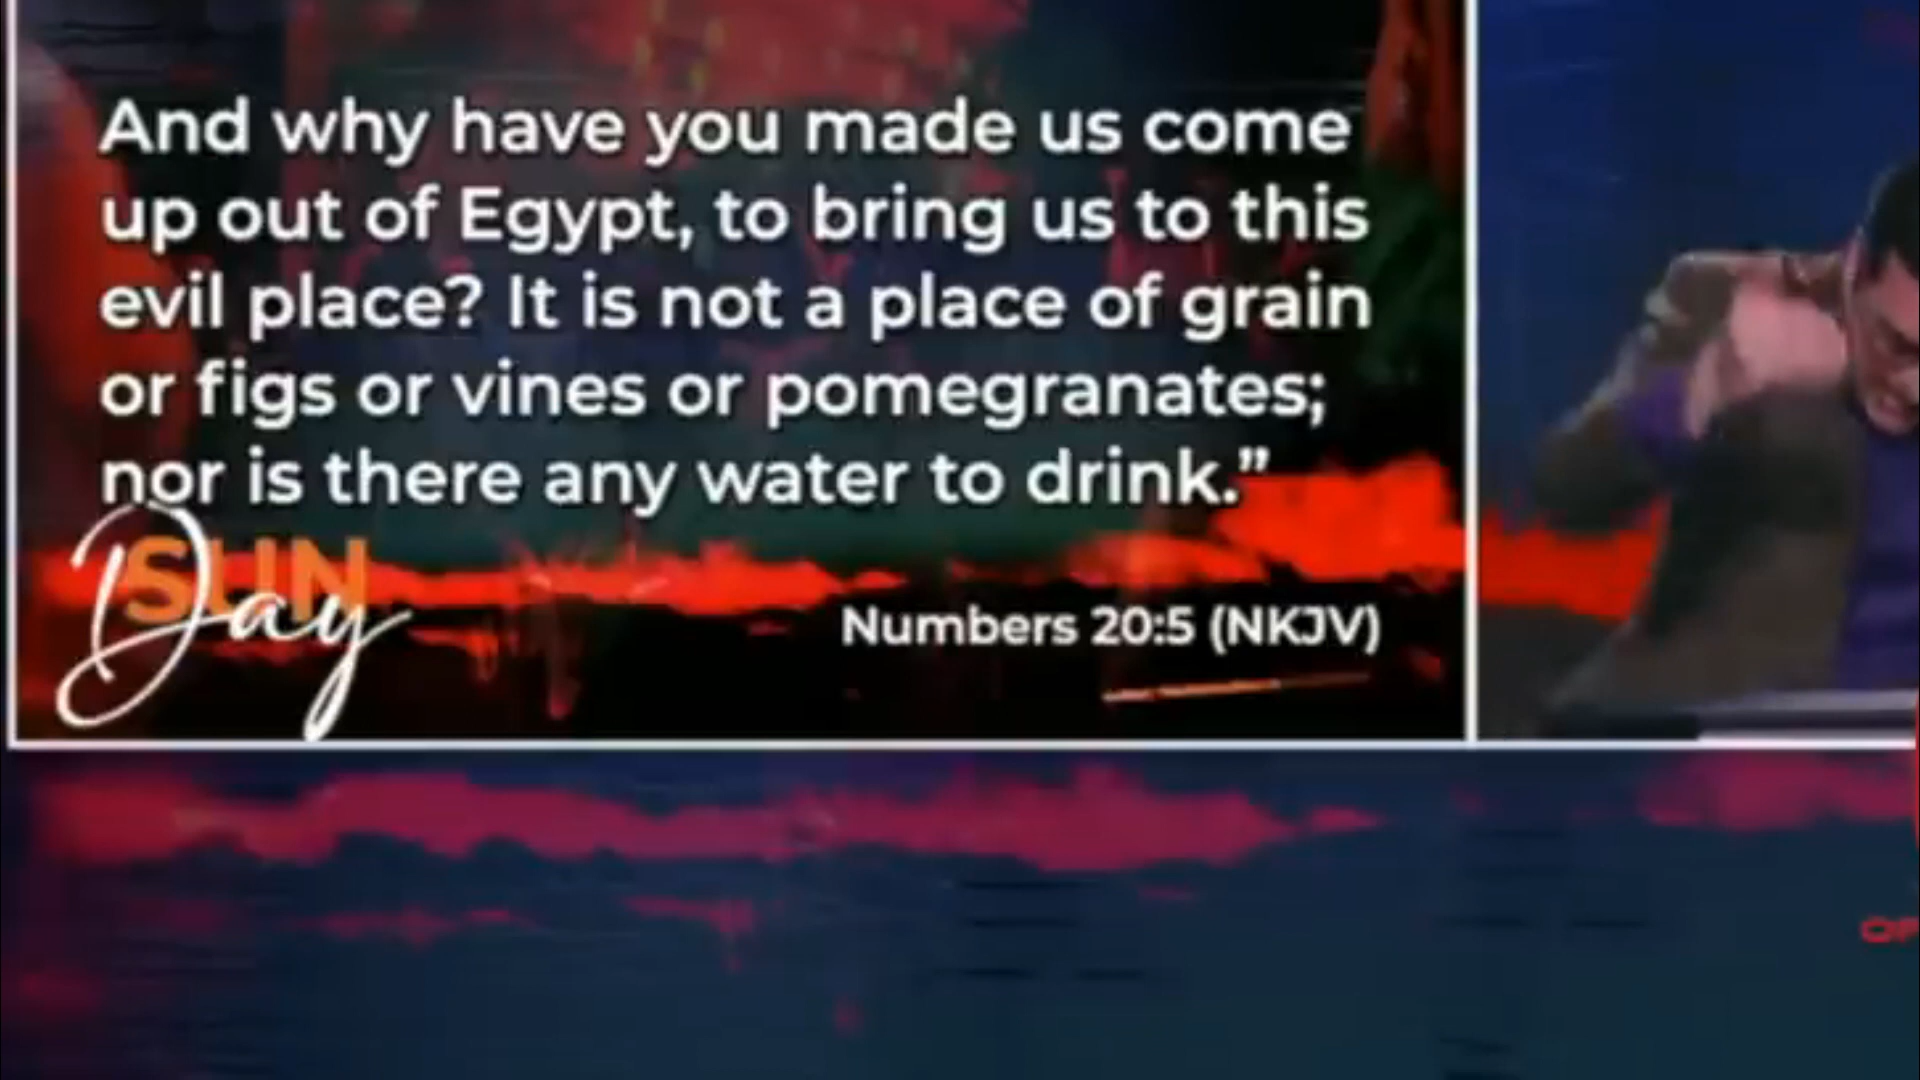 And why have you made us come
up out of Egypt, to bring us to this
evil place? It is not a place of grain
or figs or vines or pomegranates;
nor is there any water to drink.”
SUN
Day
Numbers 20:5 (NKJV)